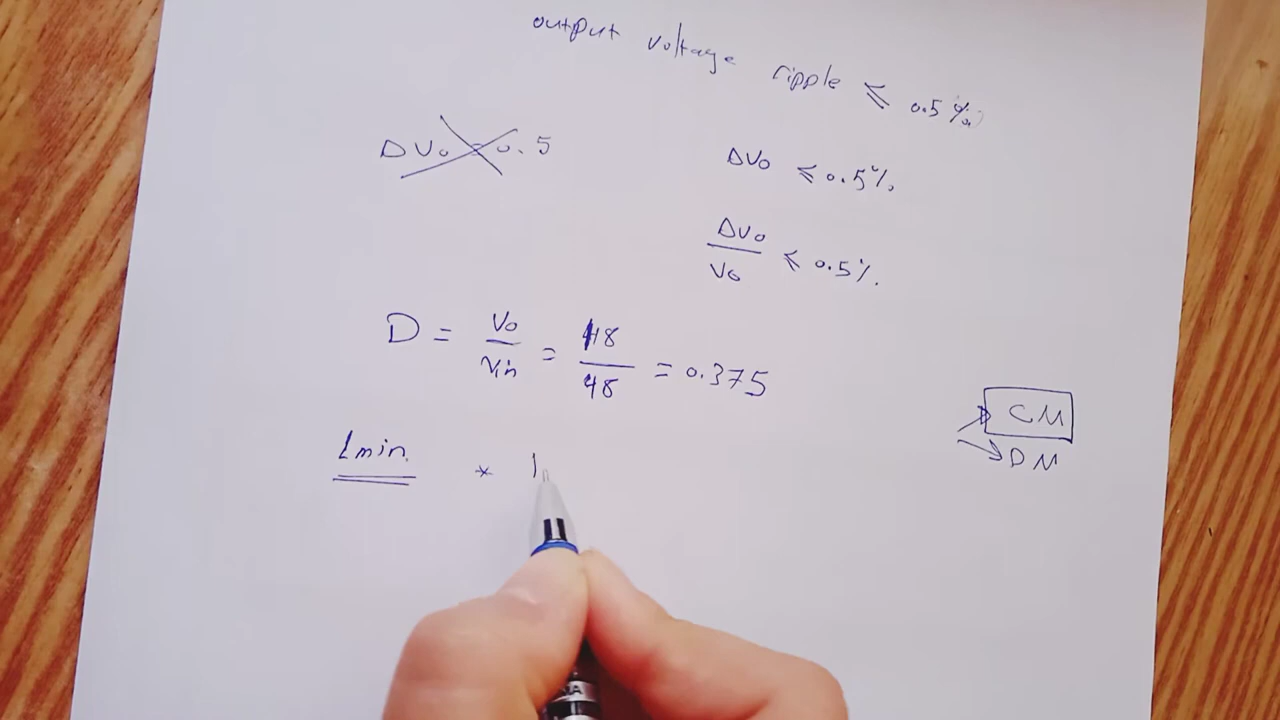 output voltage ripple ≤ 0.5%
ΔVo = 0.5
ΔVo ≤ 0.5%
ΔVo / Vo ≤ 0.5%
D = Vo / Vin = 18 / 48 = 0.375
CM
DM
Lmin *